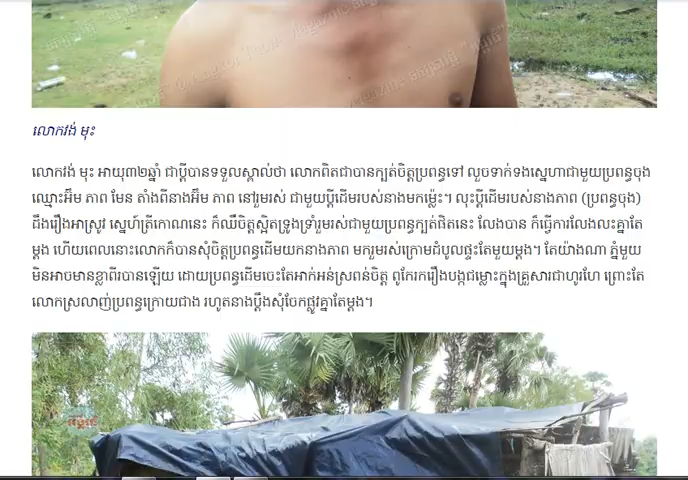 លោកវង់ មុះ
លោកវង់ មុះ អាយុ៣២ឆ្នាំ ជាប្ដីបានទទួលស្គាល់ថា លោកពិតជាបានក្បត់ចិត្តប្រពន្ធទៅ លួចទាក់ទងស្នេហាជាមួយប្រពន្ធចុង
ឈ្មោះអ៊ឹម ភាព មែន តាំងពីនាងអ៊ឹម ភាព នៅរួមរស់ ជាមួយប្ដីដើមរបស់នាងមកម្ល៉េះ។ លុះប្ដីដើមរបស់នាងភាព (ប្រពន្ធចុង)
ដឹងរឿងអាស្រូវ ស្នេហ៍ត្រីកោណនេះ ក៏ឈឺចិត្តស្អិតទ្រូងទ្រាំរួមរស់ជាមួយប្រពន្ធក្បត់ផិតនេះ លែងបាន ក៏ធ្វើការលែងលះគ្នាតែ
ម្ដង ហើយពេលនោះលោកក៏បានសុំចិត្តប្រពន្ធដើមយកនាងភាព មករួមរស់ក្រោមដំបូលផ្ទះតែមួយម្ដង។ តែយ៉ាងណា ភ្នំមួយ
មិនអាចមានខ្លាពីរបានឡើយ ដោយប្រពន្ធដើមចេះតែអាក់អន់ស្រពន់ចិត្ត ពូកែរករឿងបង្កជម្លោះក្នុងគ្រួសារជាហូរហែ ព្រោះតែ
លោកស្រលាញ់ប្រពន្ធក្រោយជាង រហូតនាងប្ដឹងសុំចែកផ្លូវគ្នាតែម្ដង។